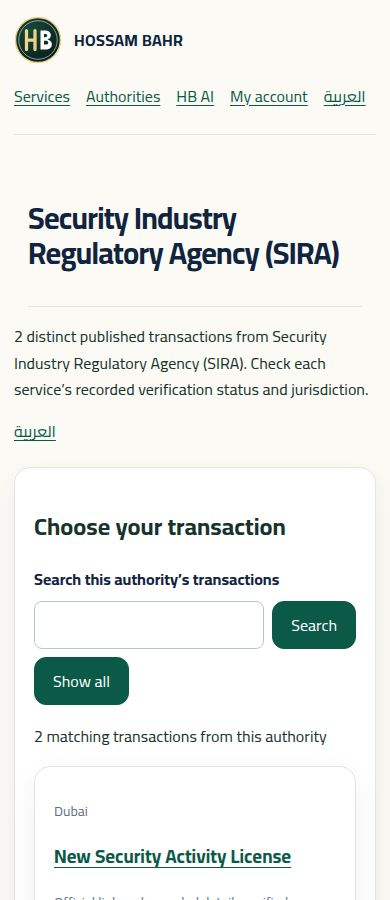 HB HOSSAM BAHR
Services Authorities HB AI My account العربية
Security Industry
Regulatory Agency (SIRA)
2 distinct published transactions from Security
Industry Regulatory Agency (SIRA). Check each
service’s recorded verification status and jurisdiction.
العربية
Choose your transaction
Search this authority’s transactions
Search
Show all
2 matching transactions from this authority
Dubai
New Security Activity License